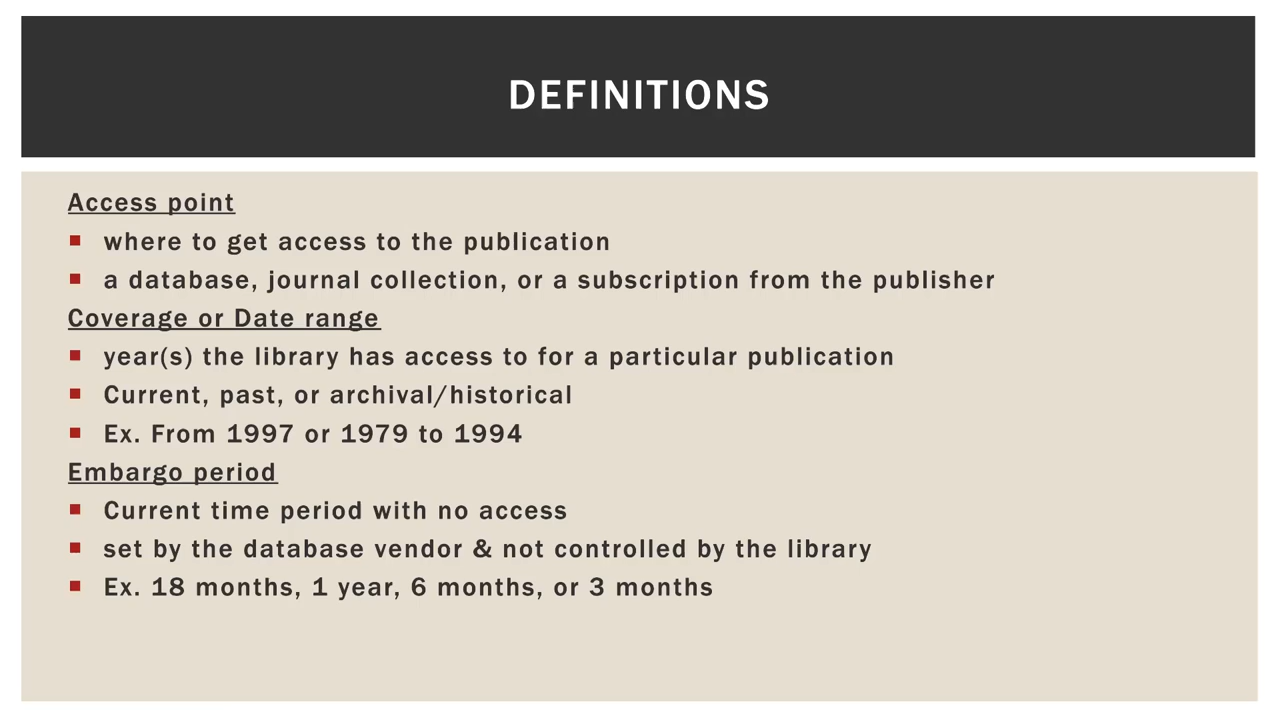 DEFINITIONS
Access point
where to get access to the publication
a database, journal collection, or a subscription from the publisher
Coverage or Date range
year(s) the library has access to for a particular publication
Current, past, or archival/historical
Ex. From 1997 or 1979 to 1994
Embargo period
Current time period with no access
set by the database vendor & not controlled by the library
Ex. 18 months, 1 year, 6 months, or 3 months